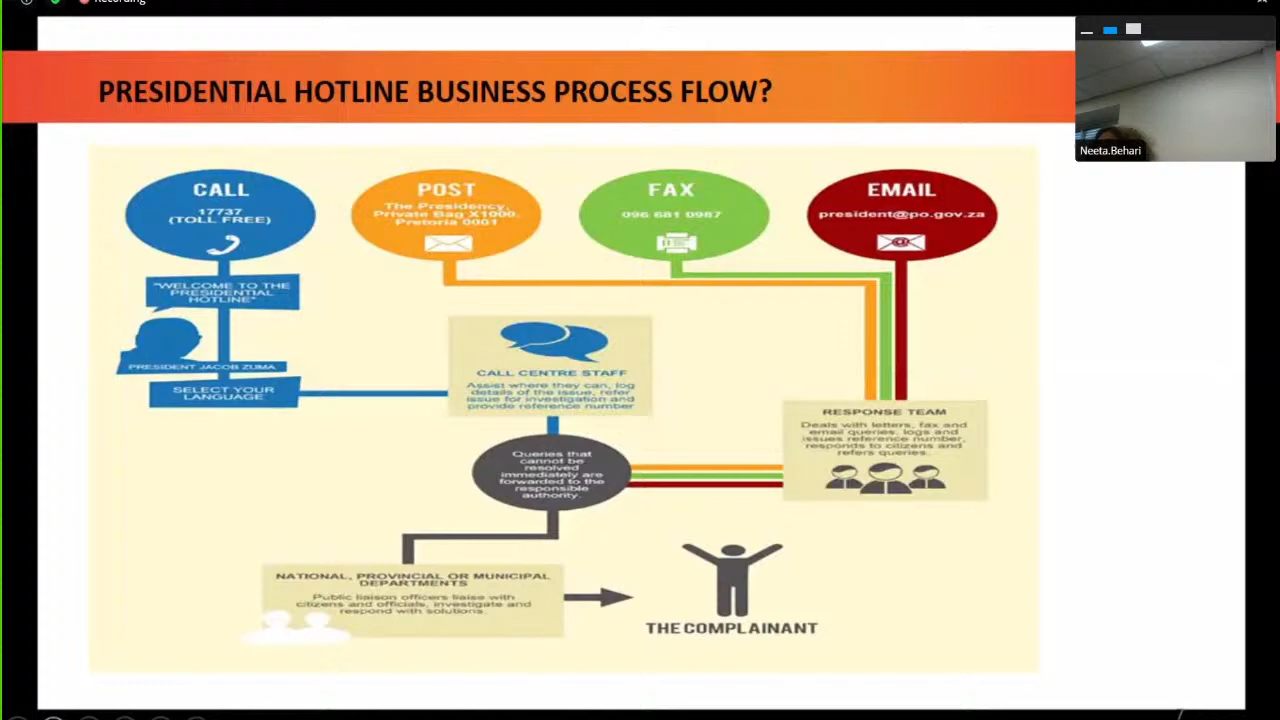 Recording
PRESIDENTIAL HOTLINE BUSINESS PROCESS FLOW?
Neeta.Behari
CALL
17737
(TOLL FREE)
POST
The Presidency,
Private Bag X1000,
Pretoria 0001
FAX
096 681 0987
EMAIL
president@po.gov.za
"WELCOME TO THE
PRESIDENTIAL
HOTLINE"
PRESIDENT JACOB ZUMA
SELECT YOUR
LANGUAGE
CALL CENTRE STAFF
Assist where they can, log
details of the issue, refer
issue for investigation and
provide reference number
RESPONSE TEAM
Deals with letters, fax and
email queries, logs and
issues reference number,
responds to citizens and
refers queries.
Queries that
cannot be
resolved
immediately are
forwarded to the
responsible
authority.
NATIONAL, PROVINCIAL OR MUNICIPAL
DEPARTMENTS
Public liaison officers liaise with
citizens and officials, investigate and
respond with solutions.
THE COMPLAINANT